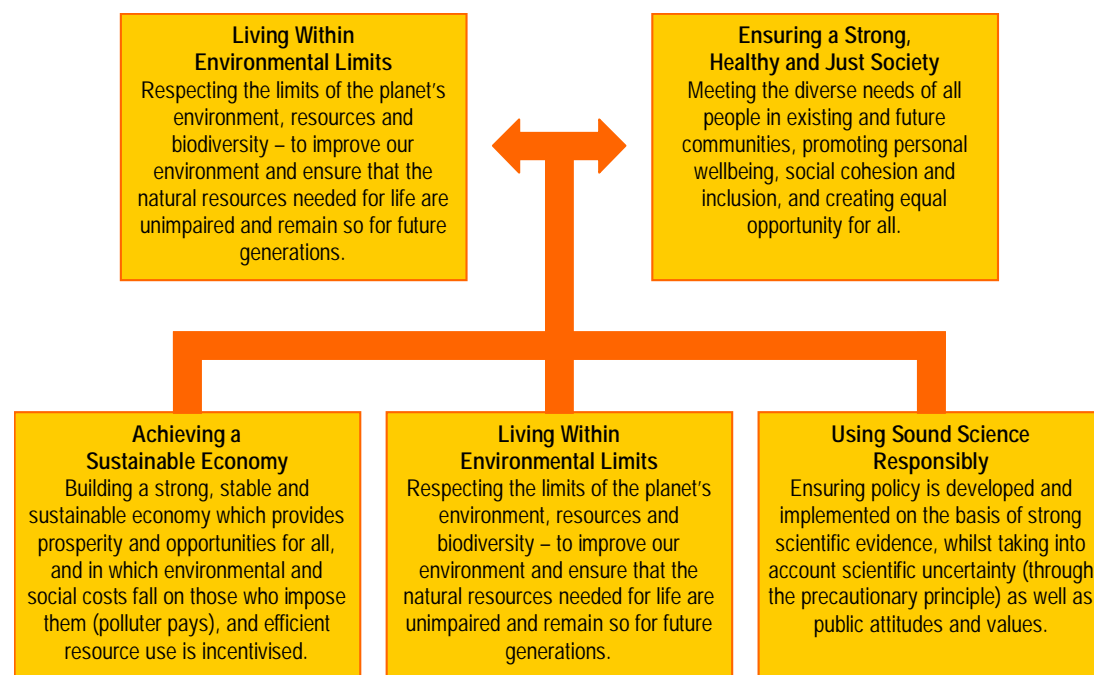 Living Within
Environmental Limits
Respecting the limits of the planet’s
environment, resources and
biodiversity – to improve our
environment and ensure that the
natural resources needed for life are
unimpaired and remain so for future
generations.
Ensuring a Strong,
Healthy and Just Society
Meeting the diverse needs of all
people in existing and future
communities, promoting personal
wellbeing, social cohesion and
inclusion, and creating equal
opportunity for all.
Achieving a
Sustainable Economy
Building a strong, stable and
sustainable economy which provides
prosperity and opportunities for all,
and in which environmental and
social costs fall on those who impose
them (polluter pays), and efficient
resource use is incentivised.
Living Within
Environmental Limits
Respecting the limits of the planet’s
environment, resources and
biodiversity – to improve our
environment and ensure that the
natural resources needed for life are
unimpaired and remain so for future
generations.
Using Sound Science
Responsibly
Ensuring policy is developed and
implemented on the basis of strong
scientific evidence, whilst taking into
account scientific uncertainty (through
the precautionary principle) as well as
public attitudes and values.